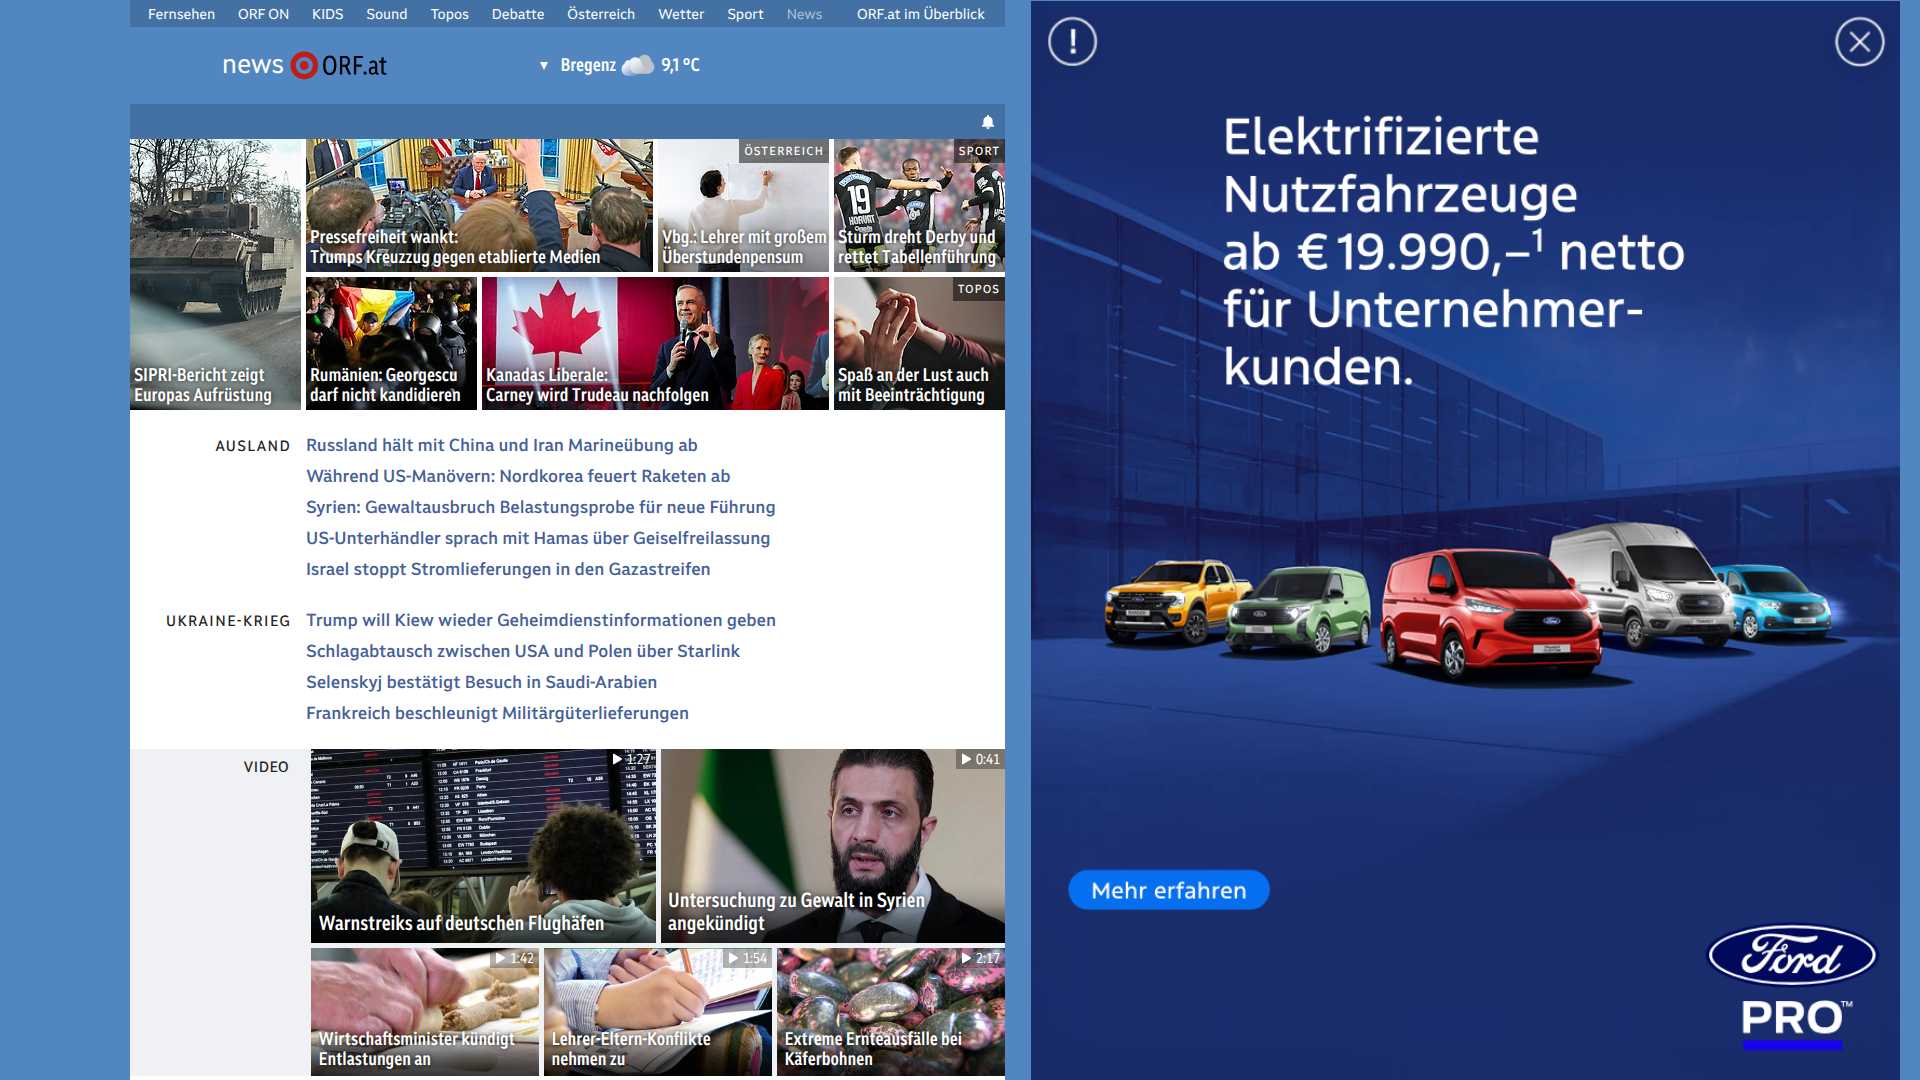 Fernsehen ORF ON KIDS Sound Topos Debatte Österreich Wetter Sport News ORF.at im Überblick
news ORF.at
Bregenz 9,1 °C
SIPRI-Bericht zeigt
Europas Aufrüstung
Pressefreiheit wankt:
Trumps Kreuzzug gegen etablierte Medien
ÖSTERREICH
Vbg.: Lehrer mit großem
Überstundenpensum
SPORT
19
HORVAT
Sturm dreht Derby und
rettet Tabellenführung
Rumänien: Georgescu
darf nicht kandidieren
Kanadas Liberale:
Carney wird Trudeau nachfolgen
TOPOS
Spaß an der Lust auch
mit Beeinträchtigung
AUSLAND
Russland hält mit China und Iran Marineübung ab
Während US-Manövern: Nordkorea feuert Raketen ab
Syrien: Gewaltausbruch Belastungsprobe für neue Führung
US-Unterhändler sprach mit Hamas über Geiselfreilassung
Israel stoppt Stromlieferungen in den Gazastreifen
UKRAINE-KRIEG
Trump will Kiew wieder Geheimdienstinformationen geben
Schlagabtausch zwischen USA und Polen über Starlink
Selenskyj bestätigt Besuch in Saudi-Arabien
Frankreich beschleunigt Militärgüterlieferungen
VIDEO
1:27
Warnstreiks auf deutschen Flughäfen
0:41
Untersuchung zu Gewalt in Syrien
angekündigt
1:42
Wirtschaftsminister kündigt
Entlastungen an
1:54
Lehrer-Eltern-Konflikte
nehmen zu
2:17
Extreme Ernteausfälle bei
Käferbohnen
Elektrifizierte
Nutzfahrzeuge
ab € 19.990,–¹ netto
für Unternehmer-
kunden.
Mehr erfahren
Ford
PRO™